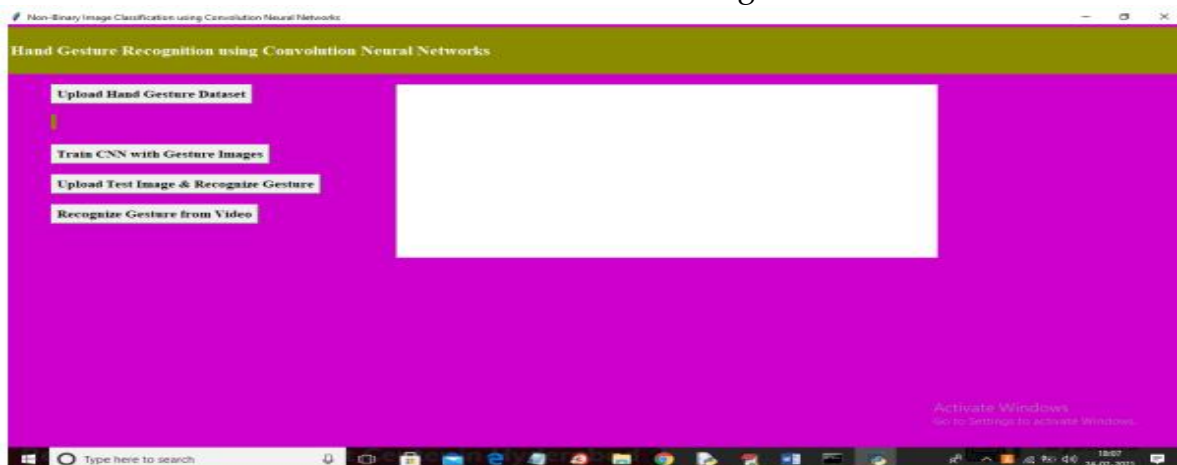 Non-Binary Image Classification using Convolution Neural Networks
Hand Gesture Recognition using Convolution Neural Networks
Upload Hand Gesture Dataset
Train CNN with Gesture Images
Upload Test Image & Recognize Gesture
Recognize Gesture from Video
Activate Windows
Go to Settings to activate Windows.
Type here to search
18:07